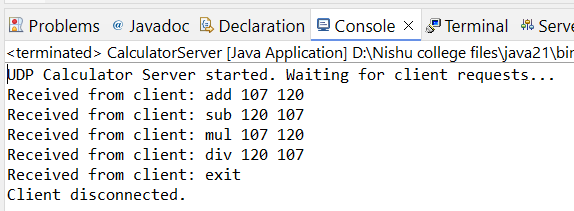 Problems @ Javadoc Declaration Console × Terminal Serve
<terminated> CalculatorServer [Java Application] D:\Nishu college files\java21\bin
UDP Calculator Server started. Waiting for client requests...
Received from client: add 107 120
Received from client: sub 120 107
Received from client: mul 107 120
Received from client: div 120 107
Received from client: exit
Client disconnected.